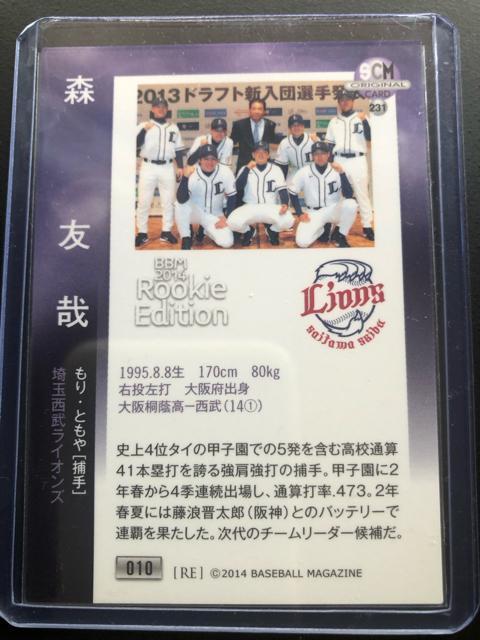 森友哉
もり・ともや[捕手]
埼玉西武ライオンズ
2013ドラフト新入団選手発
SCM
ORIGINAL
CARD
231
BBM
2014
Rookie
Edition
Lions
saitama seibu
1995.8.8生 170cm 80kg
右投左打 大阪府出身
大阪桐蔭高－西武(14①)
史上4位タイの甲子園での5発を含む高校通算
41本塁打を誇る強肩強打の捕手。甲子園に2
年春から4季連続出場し、通算打率.473。2年
春夏には藤浪晋太郎(阪神)とのバッテリーで
連覇を果たした。次代のチームリーダー候補だ。
010
[RE] ©2014 BASEBALL MAGAZINE